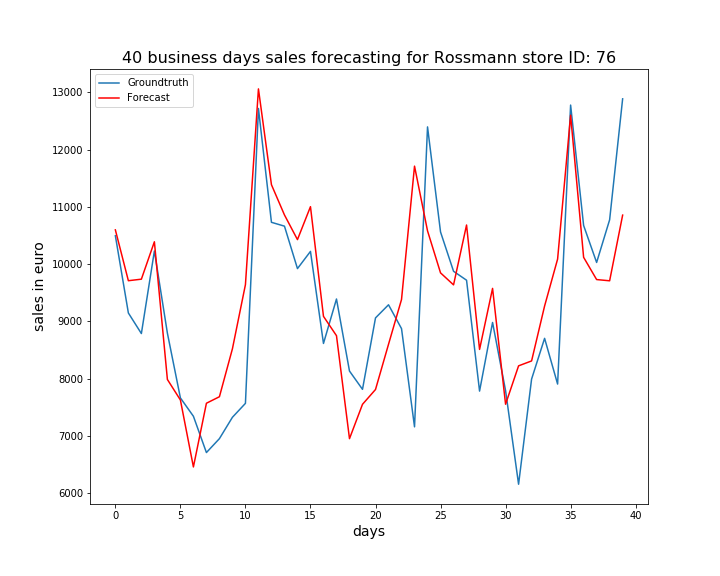 40 business days sales forecasting for Rossmann store ID: 76
Groundtruth
Forecast
13000
12000
11000
10000
9000
8000
7000
6000
sales in euro
0 5 10 15 20 25 30 35 40
days